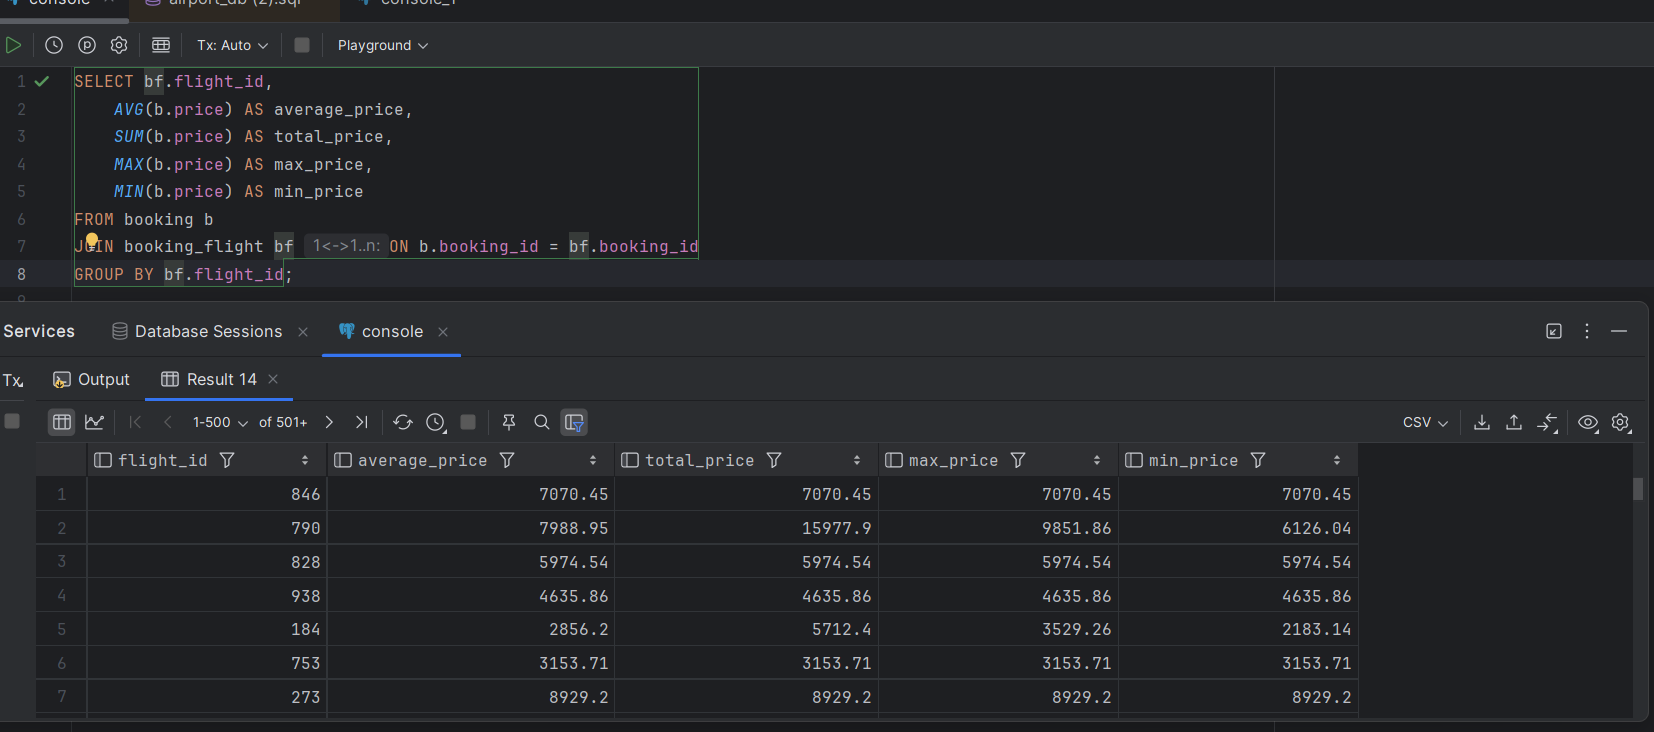 console
airport_db (2).sql
console_1
Tx: Auto
Playground
1 SELECT bf.flight_id,
2 AVG(b.price) AS average_price,
3 SUM(b.price) AS total_price,
4 MAX(b.price) AS max_price,
5 MIN(b.price) AS min_price
6 FROM booking b
7 JOIN booking_flight bf 1<->1..n: ON b.booking_id = bf.booking_id
8 GROUP BY bf.flight_id;
9
Services
Database Sessions
console
Tx
Output
Result 14
1-500
of 501+
CSV
flight_id average_price total_price max_price min_price
1 846 7070.45 7070.45 7070.45 7070.45
2 790 7988.95 15977.9 9851.86 6126.04
3 828 5974.54 5974.54 5974.54 5974.54
4 938 4635.86 4635.86 4635.86 4635.86
5 184 2856.2 5712.4 3529.26 2183.14
6 753 3153.71 3153.71 3153.71 3153.71
7 273 8929.2 8929.2 8929.2 8929.2